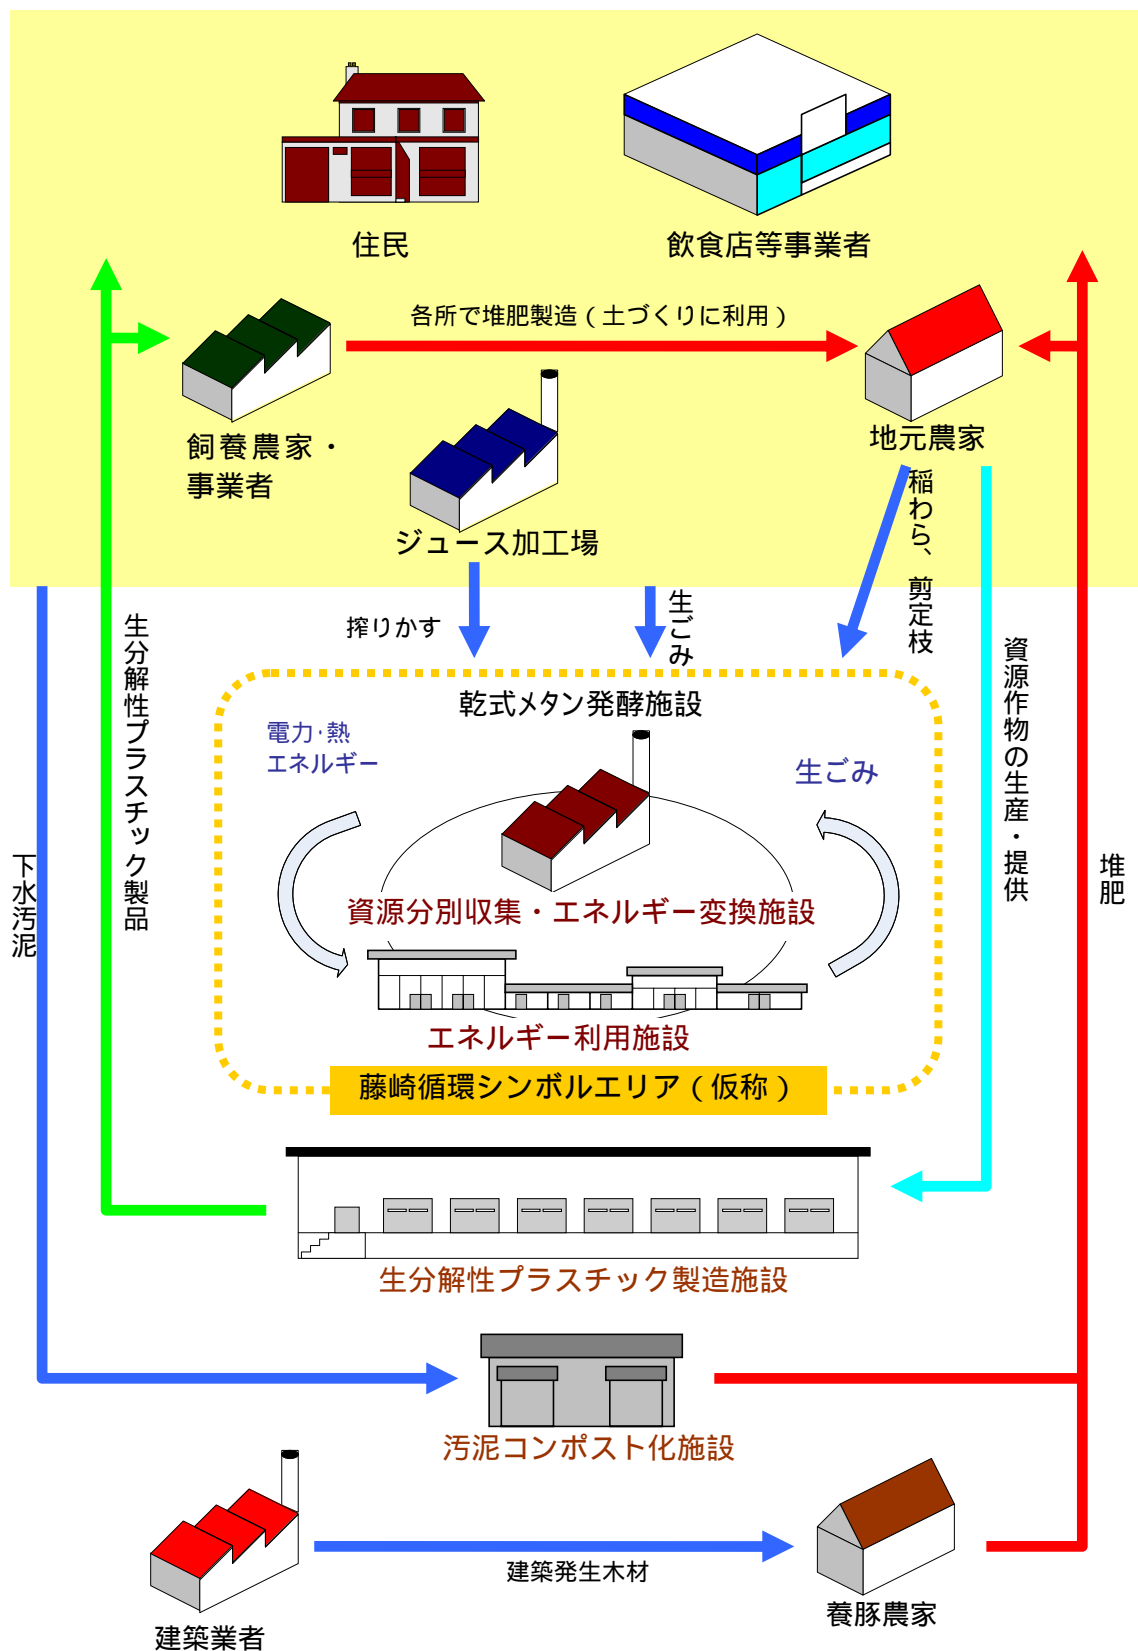 住民
飲食店等事業者
各所で堆肥製造（土づくりに利用）
飼養農家・
事業者
地元農家
ジュース加工場
稲わら、剪定枝
搾りかす
生ごみ
生分解性プラスチック製品
資源作物の生産・提供
下水汚泥
堆肥
乾式メタン発酵施設
電力・熱
エネルギー
生ごみ
資源分別収集・エネルギー変換施設
エネルギー利用施設
藤崎循環シンボルエリア（仮称）
生分解性プラスチック製造施設
汚泥コンポスト化施設
建築発生木材
建築業者
養豚農家